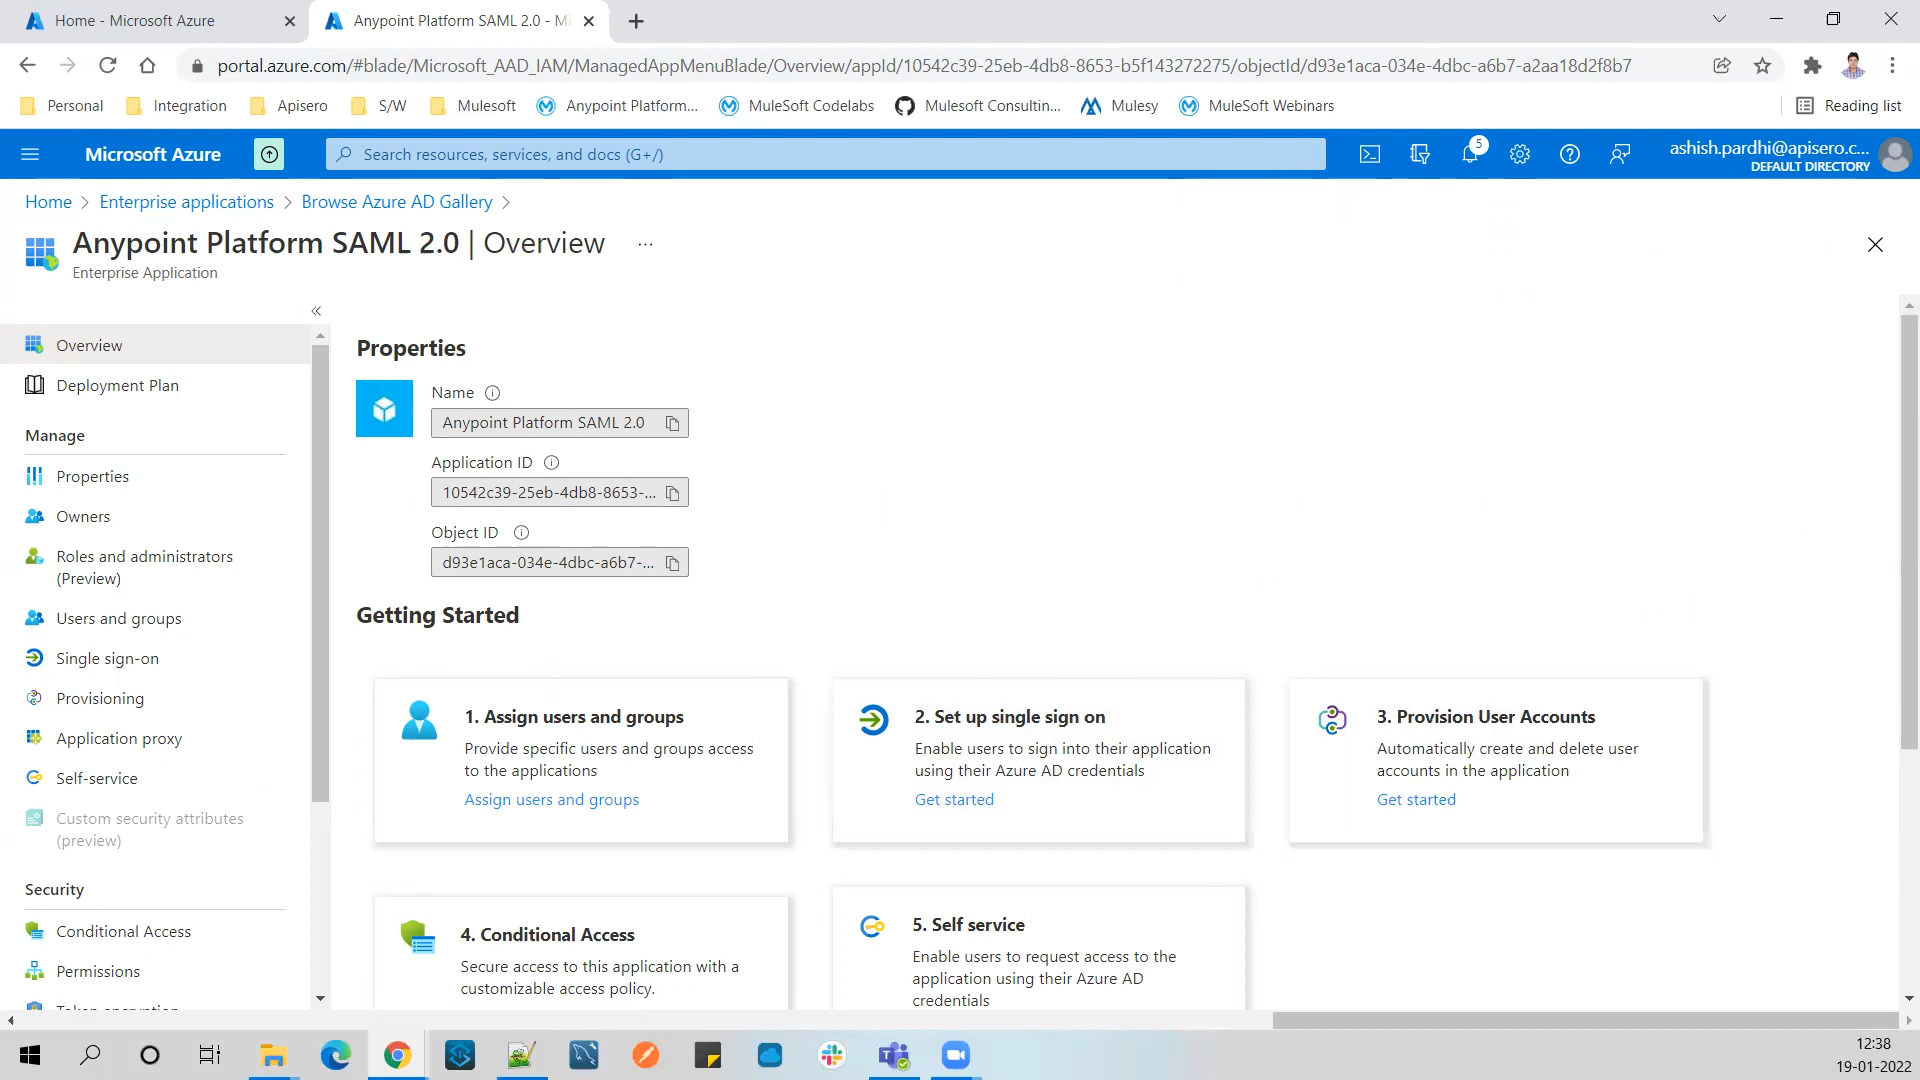 Home - Microsoft Azure
Anypoint Platform SAML 2.0 - Mi
portal.azure.com/#blade/Microsoft_AAD_IAM/ManagedAppMenuBlade/Overview/appId/10542c39-25eb-4db8-8653-b5f143272275/objectId/d93e1aca-034e-4dbc-a6b7-a2aa18d2f8b7
Personal Integration Apisero S/W Mulesoft Anypoint Platform... MuleSoft Codelabs Mulesoft Consultin... Mulesy MuleSoft Webinars Reading list
Microsoft Azure
Search resources, services, and docs (G+/)
5
ashish.pardhi@apisero.c...
DEFAULT DIRECTORY
Home > Enterprise applications > Browse Azure AD Gallery >
Anypoint Platform SAML 2.0 | Overview ...
Enterprise Application
Overview
Deployment Plan
Manage
Properties
Owners
Roles and administrators
(Preview)
Users and groups
Single sign-on
Provisioning
Application proxy
Self-service
Custom security attributes
(preview)
Security
Conditional Access
Permissions
Token encryption
Properties
Name
Anypoint Platform SAML 2.0
Application ID
10542c39-25eb-4db8-8653-...
Object ID
d93e1aca-034e-4dbc-a6b7-...
Getting Started
1. Assign users and groups
Provide specific users and groups access
to the applications
Assign users and groups
2. Set up single sign on
Enable users to sign into their application
using their Azure AD credentials
Get started
3. Provision User Accounts
Automatically create and delete user
accounts in the application
Get started
4. Conditional Access
Secure access to this application with a
customizable access policy.
5. Self service
Enable users to request access to the
application using their Azure AD
credentials
12:38
19-01-2022